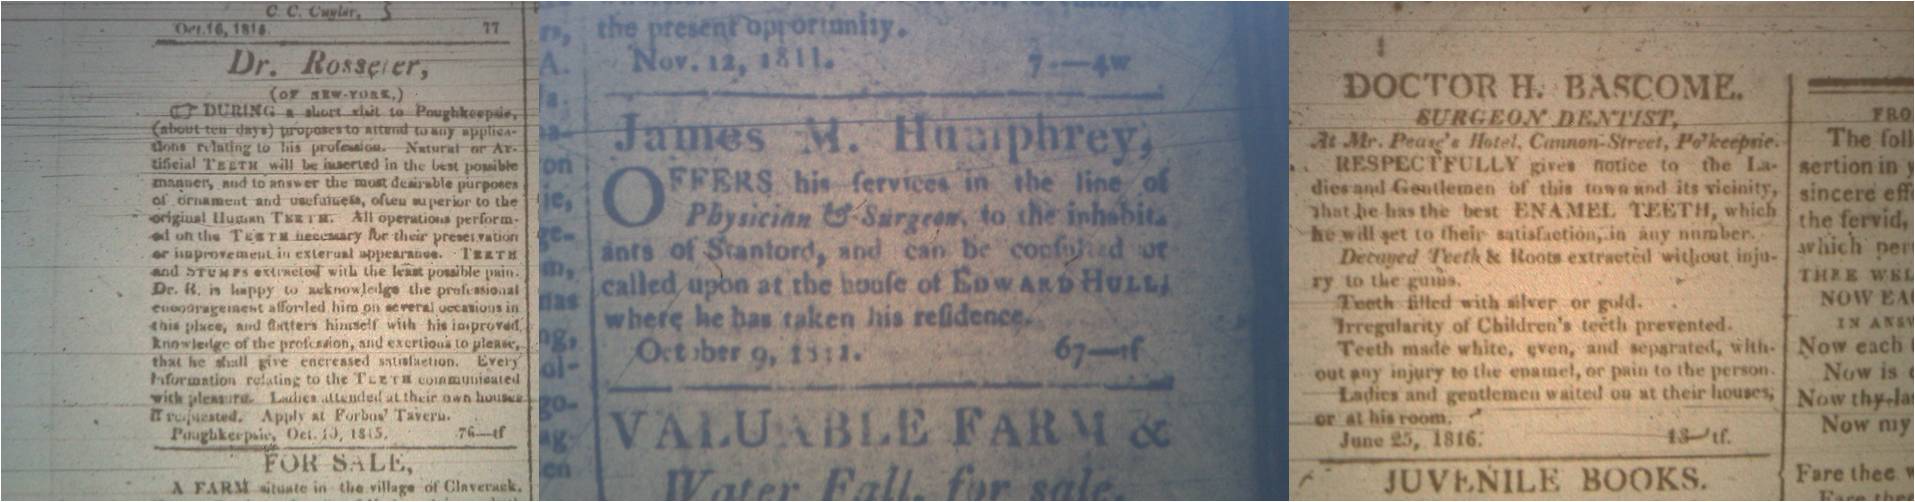 C. C. Cuyler,
Oct. 16, 1815. 77
Dr. Rosseter,
(OF NEW-YORK,)
DURING a short visit to Poughkeepsie,
(about ten days) proposes to attend to any applica-
tions relating to his profession. Natural or Ar-
tificial TEETH will be inserted in the best possible
manner, and to answer the most desirable purposes
of ornament and usefulness, often superior to the
original Human TEETH. All operations perform-
ed on the TEETH necessary for their preservation
or improvement in external appearance. TEETH
and STUMPS extracted with the least possible pain.
Dr. R. is happy to acknowledge the professional
encouragement afforded him on several occasions in
this place, and flatters himself with his improved
knowledge of the profession, and exertions to please,
that he shall give encreased satisfaction. Every
Information relating to the TEETH communicated
with pleasure. Ladies attended at their own houses
if requested. Apply at Forbus' Tavern.
Poughkeepsie, Oct. 10, 1815. 76—tf
FOR SALE,
A FARM situate in the village of Claverack,
the present opportunity.
Nov. 12, 1811. 7—4w
James M. Humphrey,
OFFERS his services in the line of
Physician & Surgeon, to the inhabit-
ants of Stanford, and can be consulted or
called upon at the house of EDWARD HULL,
where he has taken his residence.
October 9, 1811. 67—tf
VALUABLE FARM &
Water Fall, for sale.
DOCTOR H. BASCOME.
SURGEON DENTIST,
At Mr. Pease's Hotel, Cannon-Street, Po'keepsie.
RESPECTFULLY gives notice to the La-
dies and Gentlemen of this town and its vicinity,
that he has the best ENAMEL TEETH, which
he will set to their satisfaction, in any number.
Decayed Teeth & Roots extracted without inju-
ry to the gums.
Teeth filled with silver or gold.
Irregularity of Children's teeth prevented.
Teeth made white, even, and separated, with-
out any injury to the enamel, or pain to the person.
Ladies and gentlemen waited on at their houses,
or at his room.
June 25, 1816. 13—tf.
JUVENILE BOOKS.
FRO
The foll
sertion in y
sincere eff
the fervid,
which per
THEE WEL
NOW EA
IN ANSW
Now each
Now is
Now thy-la
Now my
Fare thee w